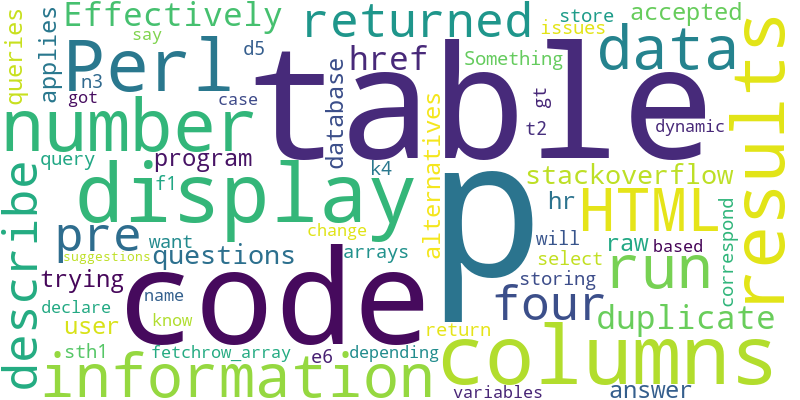 queries
applies
Effectively
say
returned
store
issues
accepted
results
n3
got
Perl
d5
case
href
Something
data
table
number
database
gt
t2
dynamic
query
program
k4
alternatives
f1
display
p
stackoverflow
describe
pre
want
suggestions
questions
change
arrays
hr
HTML
will
raw
based
correspond
trying
name
code
select
storing
run
declare
user
know
four
duplicate
return
sth1
fetchrow_array
e6
depending
columns
information
variables
answer